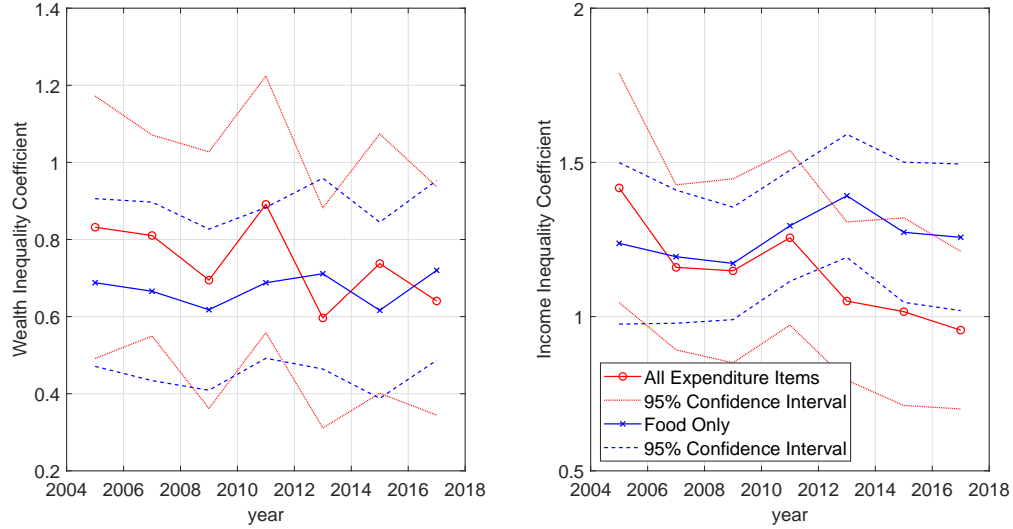 1.4
1.2
1
0.8
0.6
0.4
0.2
Wealth Inequality Coefficient
2004 2006 2008 2010 2012 2014 2016 2018
year
2
1.5
1
0.5
Income Inequality Coefficient
All Expenditure Items
95% Confidence Interval
Food Only
95% Confidence Interval
2004 2006 2008 2010 2012 2014 2016 2018
year